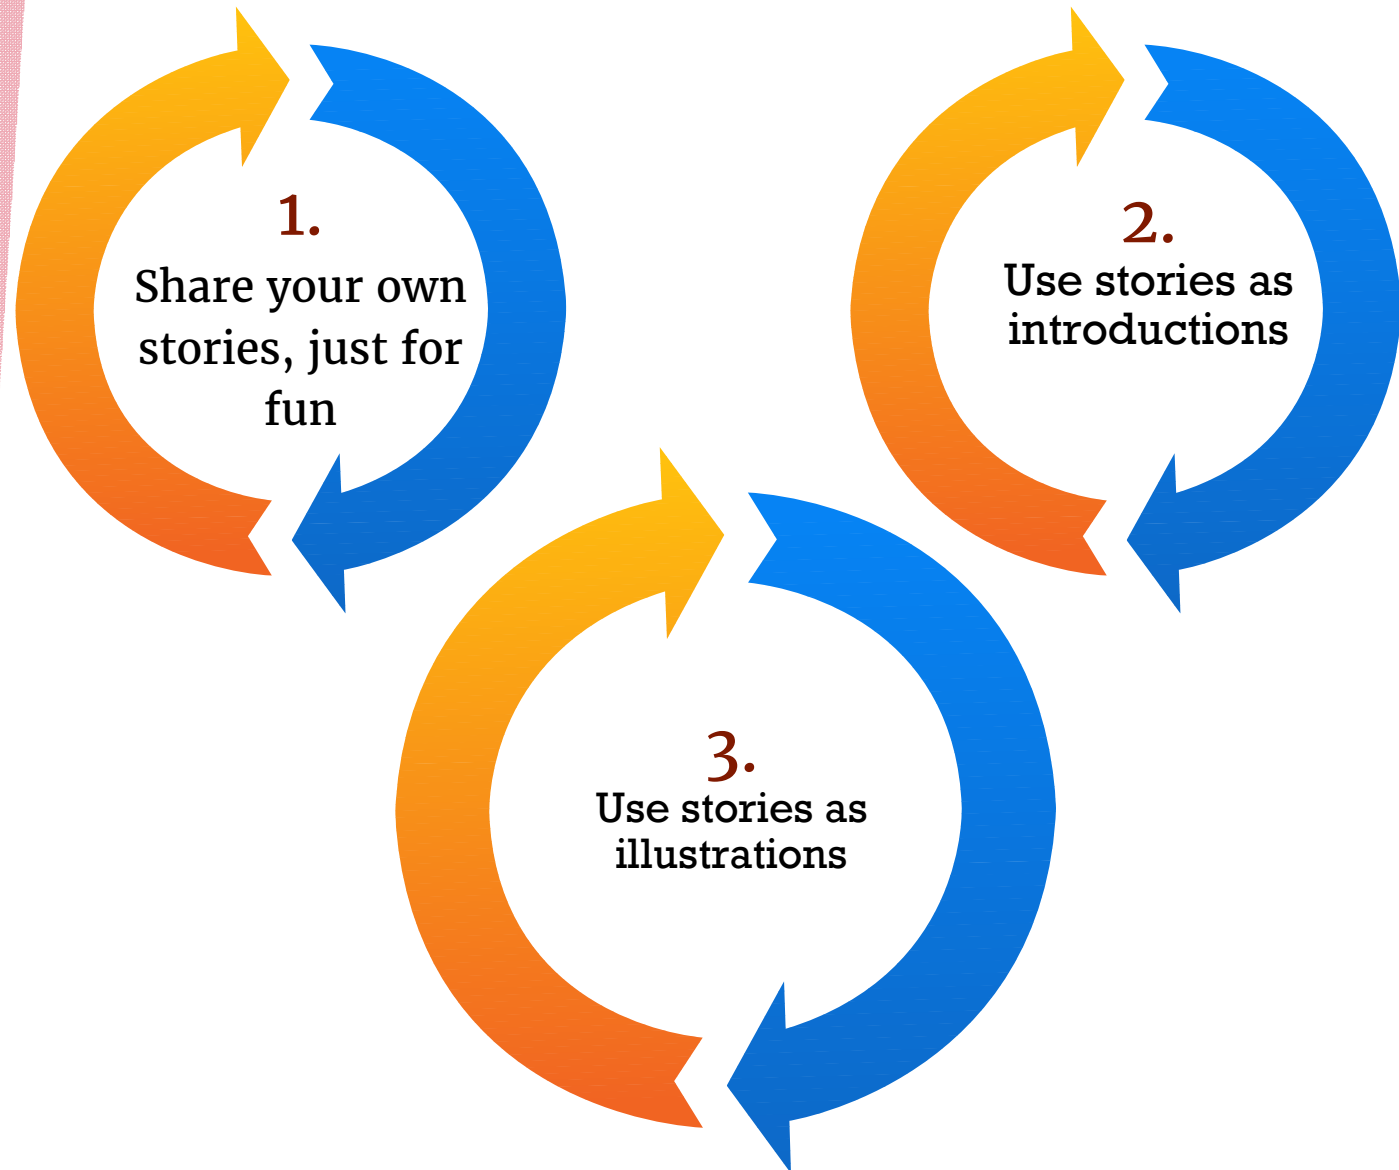 1.
Share your own
stories, just for
fun
2.
Use stories as
introductions
3.
Use stories as
illustrations